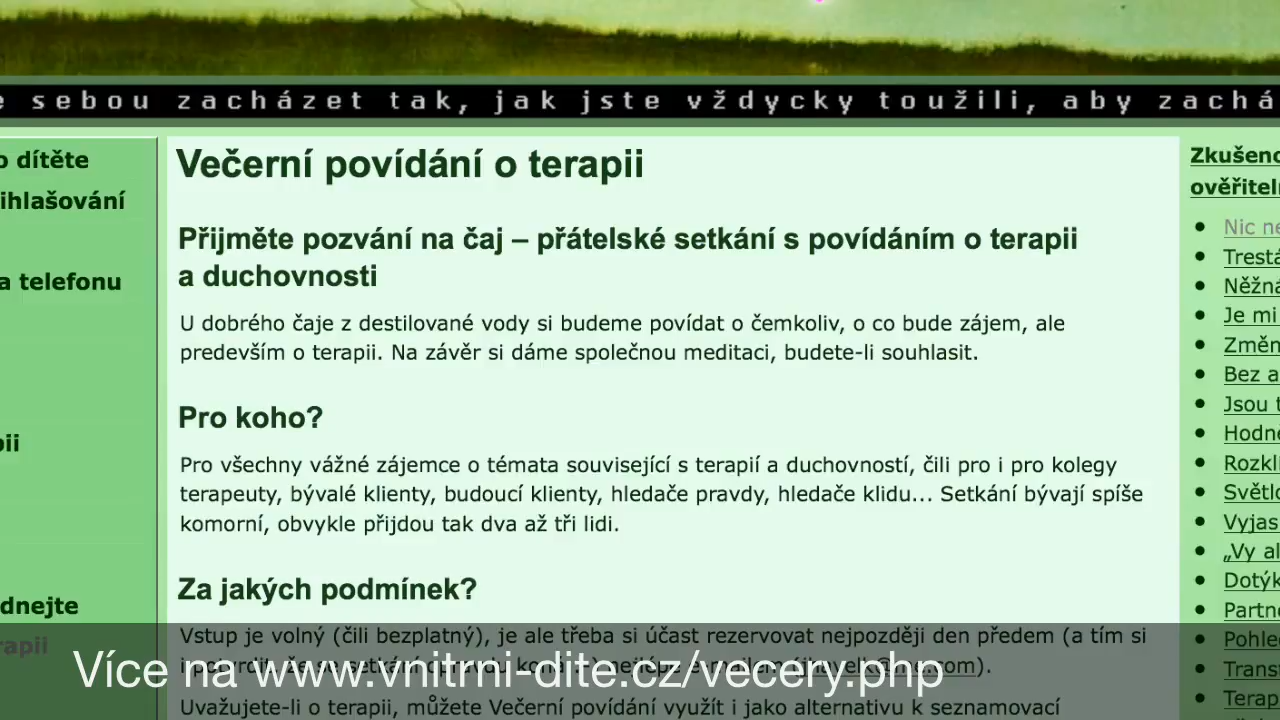 sebou zacházet tak, jak jste vždycky toužili, aby
o dítěte
ihlašování
a telefonu
pii
dnejte
rapii
Večerní povídání o terapii
Přijměte pozvání na čaj – přátelské setkání s povídáním o terapii
a duchovnosti
U dobrého čaje z destilované vody si budeme povídat o čemkoliv, o co bude zájem, ale
především o terapii. Na závěr si dáme společnou meditaci, budete-li souhlasit.
Pro koho?
Pro všechny vážné zájemce o témata související s terapií a duchovností, čili pro i pro kolegy
terapeuty, bývalé klienty, budoucí klienty, hledače pravdy, hledače klidu... Setkání bývají spíše
komorní, obvykle přijdou tak dva až tři lidi.
Za jakých podmínek?
Vstup je volný (čili bezplatný), je ale třeba si účast rezervovat nejpozději den předem (a tím si
Více na www.vnitrni-dite.cz/vecery.php
Uvažujete-li o terapii, můžete Večerní povídání využít i jako alternativu k seznamovací
Zkušeno
ověřiteln
Nic ne
Trestá
Něžná
Je mi
Změn
Bez a
Jsou t
Hodně
Rozkl
Světlo
Vyjas
„Vy al
Dotýk
Partne
Pohle
Trans
Terap